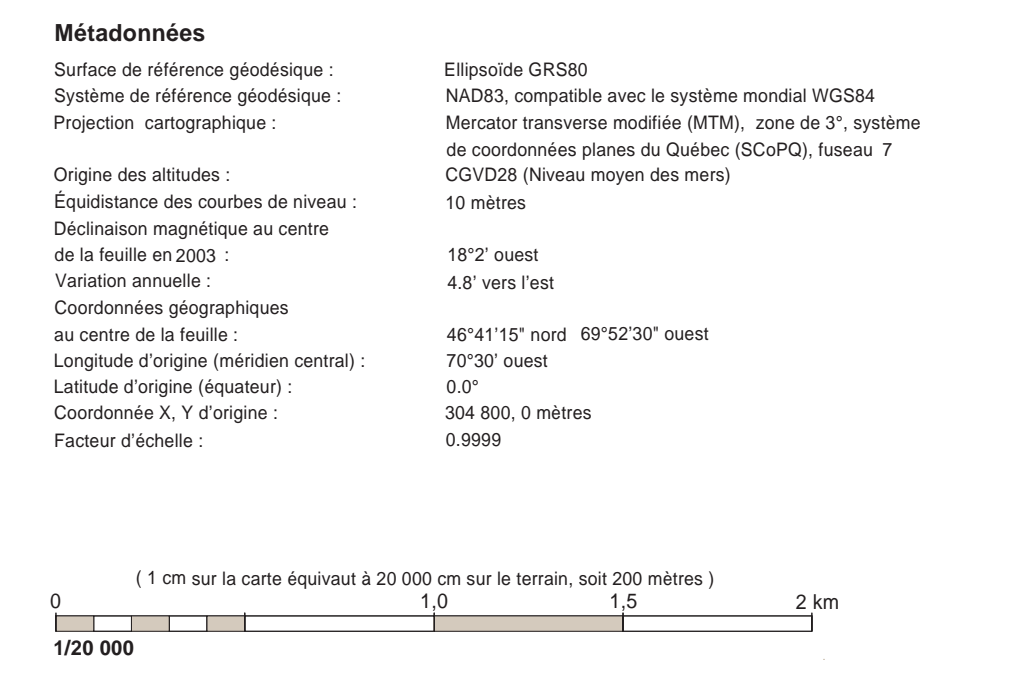 Métadonnées
Surface de référence géodésique : Ellipsoïde GRS80
Système de référence géodésique : NAD83, compatible avec le système mondial WGS84
Projection cartographique : Mercator transverse modifiée (MTM), zone de 3°, système
de coordonnées planes du Québec (SCoPQ), fuseau 7
Origine des altitudes : CGVD28 (Niveau moyen des mers)
Équidistance des courbes de niveau : 10 mètres
Déclinaison magnétique au centre
de la feuille en 2003 : 18°2’ ouest
Variation annuelle : 4.8’ vers l’est
Coordonnées géographiques
au centre de la feuille : 46°41’15" nord 69°52’30" ouest
Longitude d’origine (méridien central) : 70°30’ ouest
Latitude d’origine (équateur) : 0.0°
Coordonnée X, Y d’origine : 304 800, 0 mètres
Facteur d’échelle : 0.9999
( 1 cm sur la carte équivaut à 20 000 cm sur le terrain, soit 200 mètres )
0 1,0 1,5 2 km
1/20 000